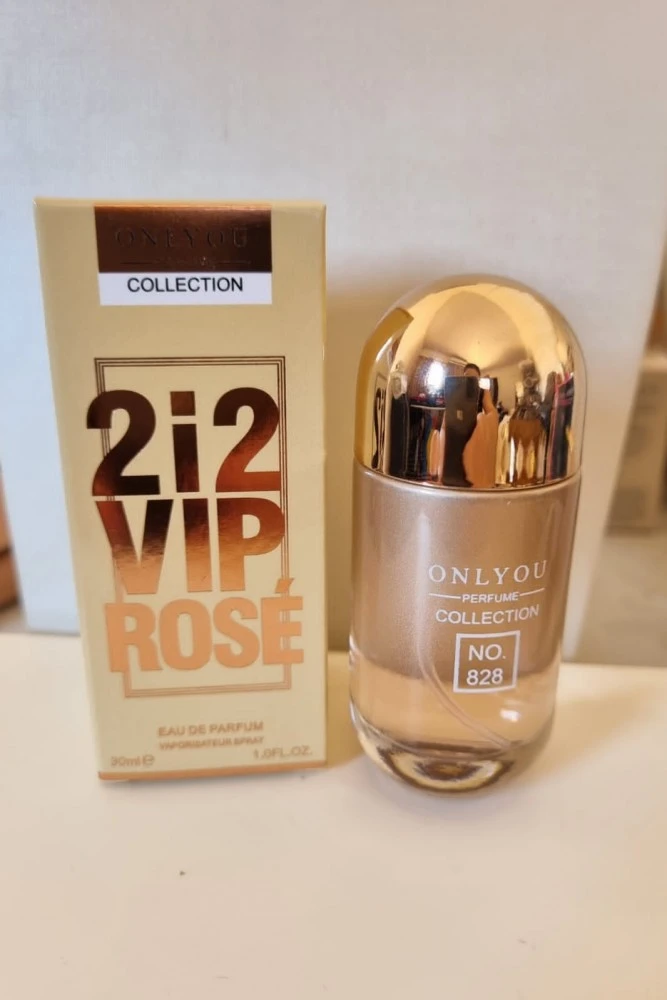 ONLYOU
COLLECTION
2i2
VIP
ROSÉ
EAU DE PARFUM
VAPORISATEUR SPRAY
30ml e 1.0FL.OZ.
ONLYOU
PERFUME
COLLECTION
NO.
828